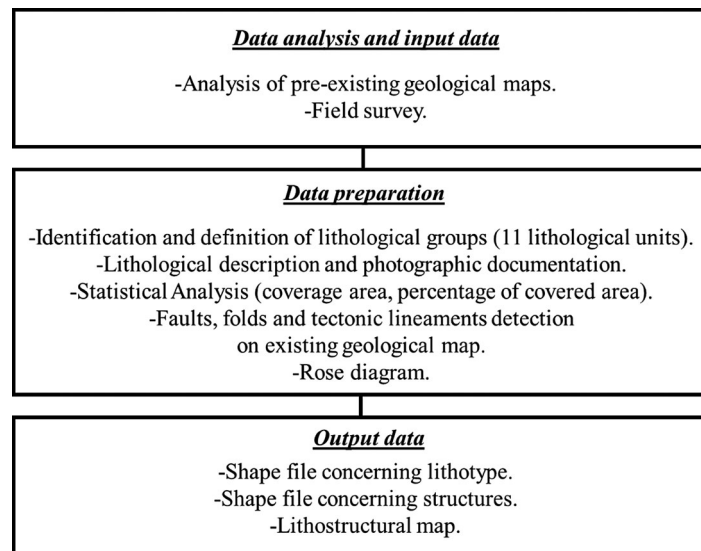 Data analysis and input data
-Analysis of pre-existing geological maps.
-Field survey.
Data preparation
-Identification and definition of lithological groups (11 lithological units).
-Lithological description and photographic documentation.
-Statistical Analysis (coverage area, percentage of covered area).
-Faults, folds and tectonic lineaments detection
on existing geological map.
-Rose diagram.
Output data
-Shape file concerning lithotype.
-Shape file concerning structures.
-Lithostructural map.